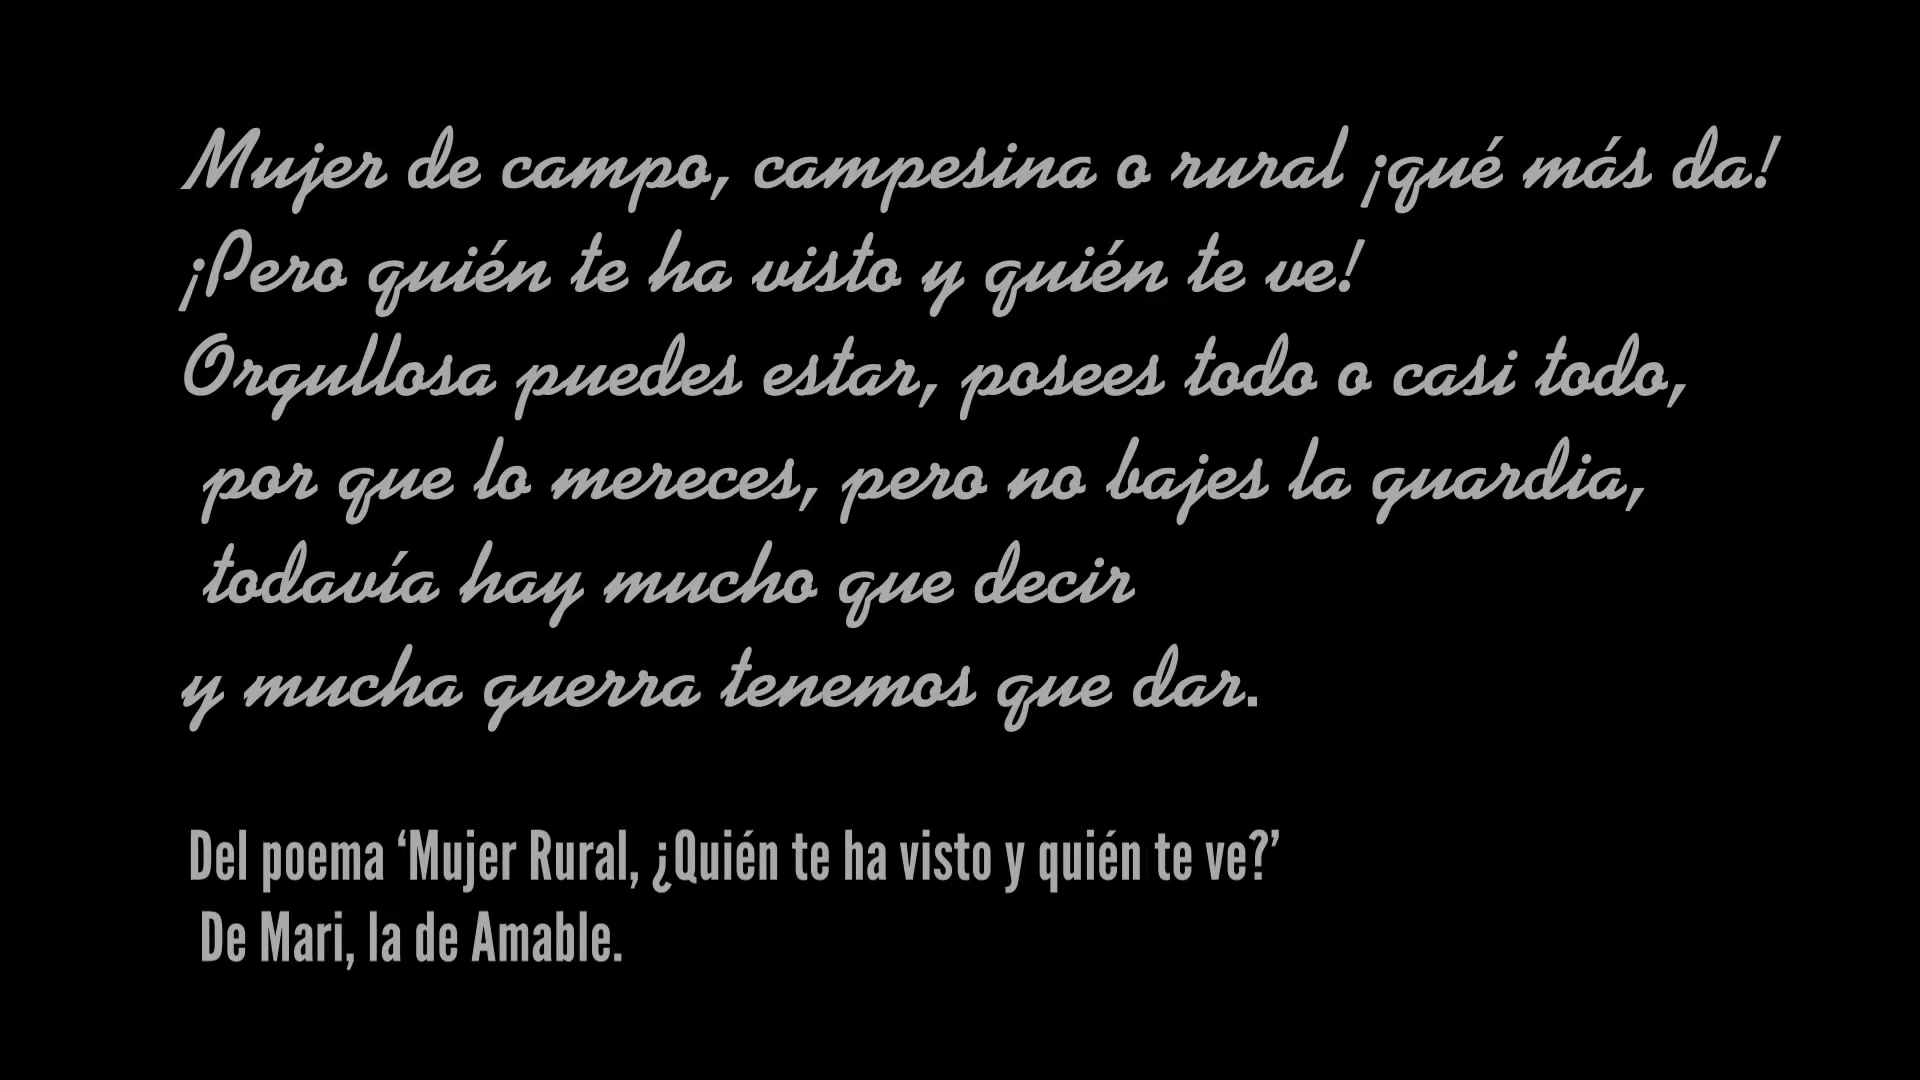 Mujer de campo, campesina o rural ¡qué más da!
¡Pero quién te ha visto y quién te ve!
Orgullosa puedes estar, posees todo o casi todo,
por que lo mereces, pero no bajes la guardia,
todavía hay mucho que decir
y mucha guerra tenemos que dar.
Del poema ‘Mujer Rural, ¿Quién te ha visto y quién te ve?’
De Mari, la de Amable.